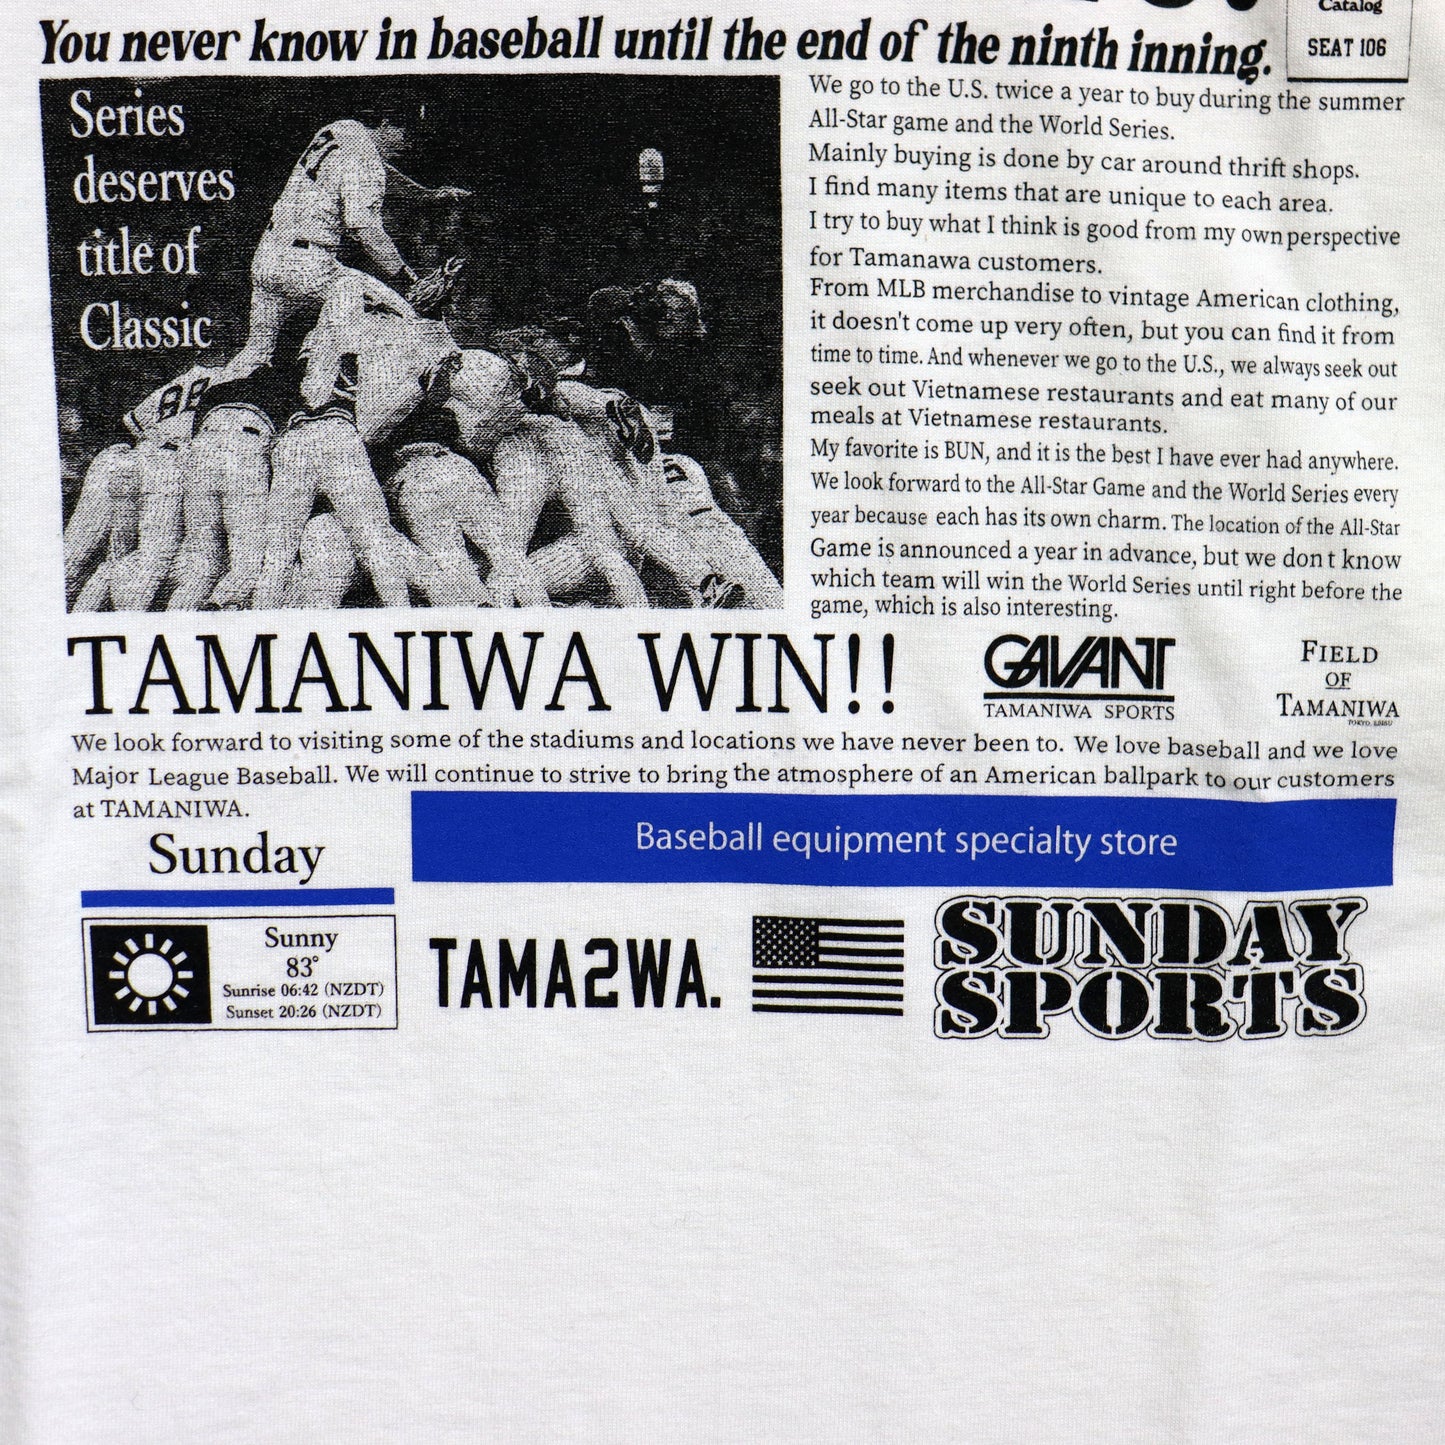 Catalog
SEAT 106
You never know in baseball until the end of the ninth inning.
Series
deserves
title of
Classic
88
We go to the U.S. twice a year to buy during the summer
All-Star game and the World Series.
Mainly buying is done by car around thrift shops.
I find many items that are unique to each area.
I try to buy what I think is good from my own perspective
for Tamanawa customers.
From MLB merchandise to vintage American clothing,
it doesn't come up very often, but you can find it from
time to time. And whenever we go to the U.S., we always seek out
seek out Vietnamese restaurants and eat many of our
meals at Vietnamese restaurants.
My favorite is BUN, and it is the best I have ever had anywhere.
We look forward to the All-Star Game and the World Series every
year because each has its own charm. The location of the All-Star
Game is announced a year in advance, but we don t know
which team will win the World Series until right before the
game, which is also interesting.
TAMANIWA WIN!!
GAVANT
TAMANIWA SPORTS
FIELD
OF
TAMANIWA
We look forward to visiting some of the stadiums and locations we have never been to. We love baseball and we love
Major League Baseball. We will continue to strive to bring the atmosphere of an American ballpark to our customers
at TAMANIWA.
Sunday
Baseball equipment specialty store
Sunny
83°
Sunrise 06:42 (NZDT)
Sunset 20:26 (NZDT)
TAMA2WA.
SUNDAY
SPORTS